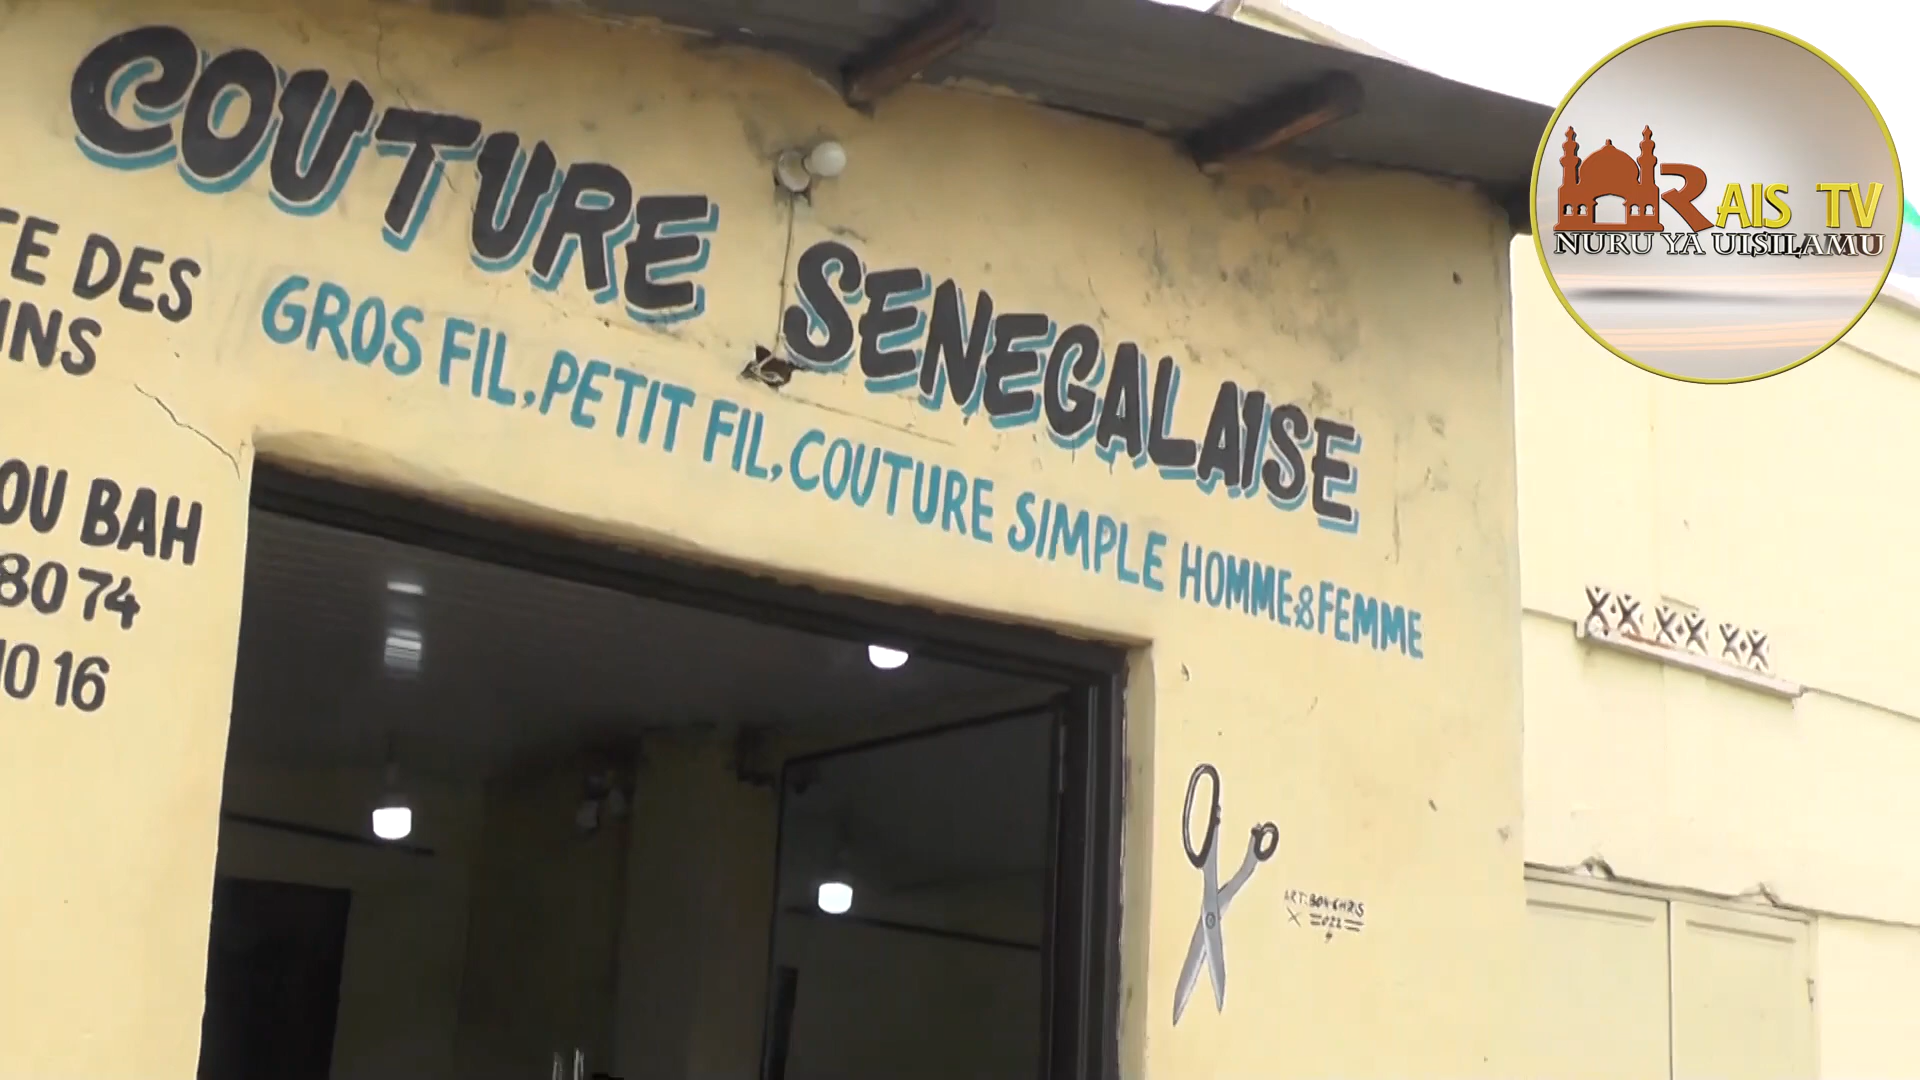 COUTURE SENEGALAISE
GROS FIL, PETIT FIL, COUTURE SIMPLE HOMME & FEMME
TE DES
INS
OU BAH
80 74
10 16
RAIS TV
NURU YA UISILAMU